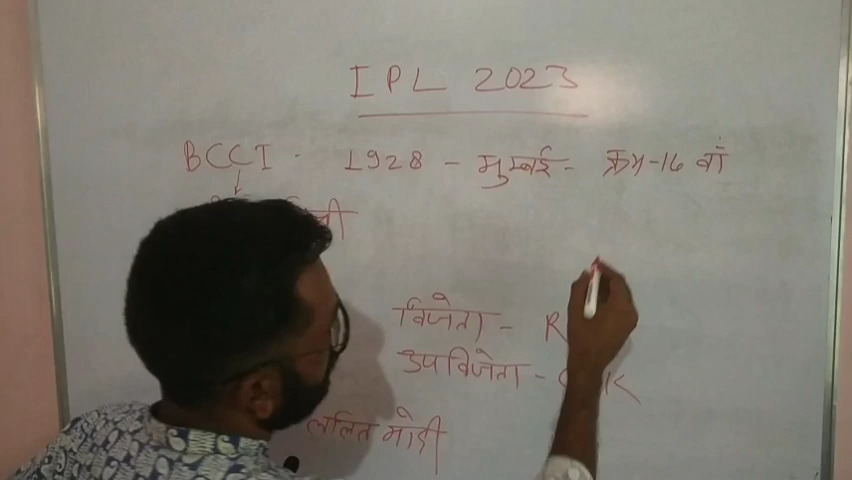 IPL 2023
BCCI - 1928 - मुम्बई - क्रम-16 वां
विजेता - R
उपविजेता -
ललित मोदी